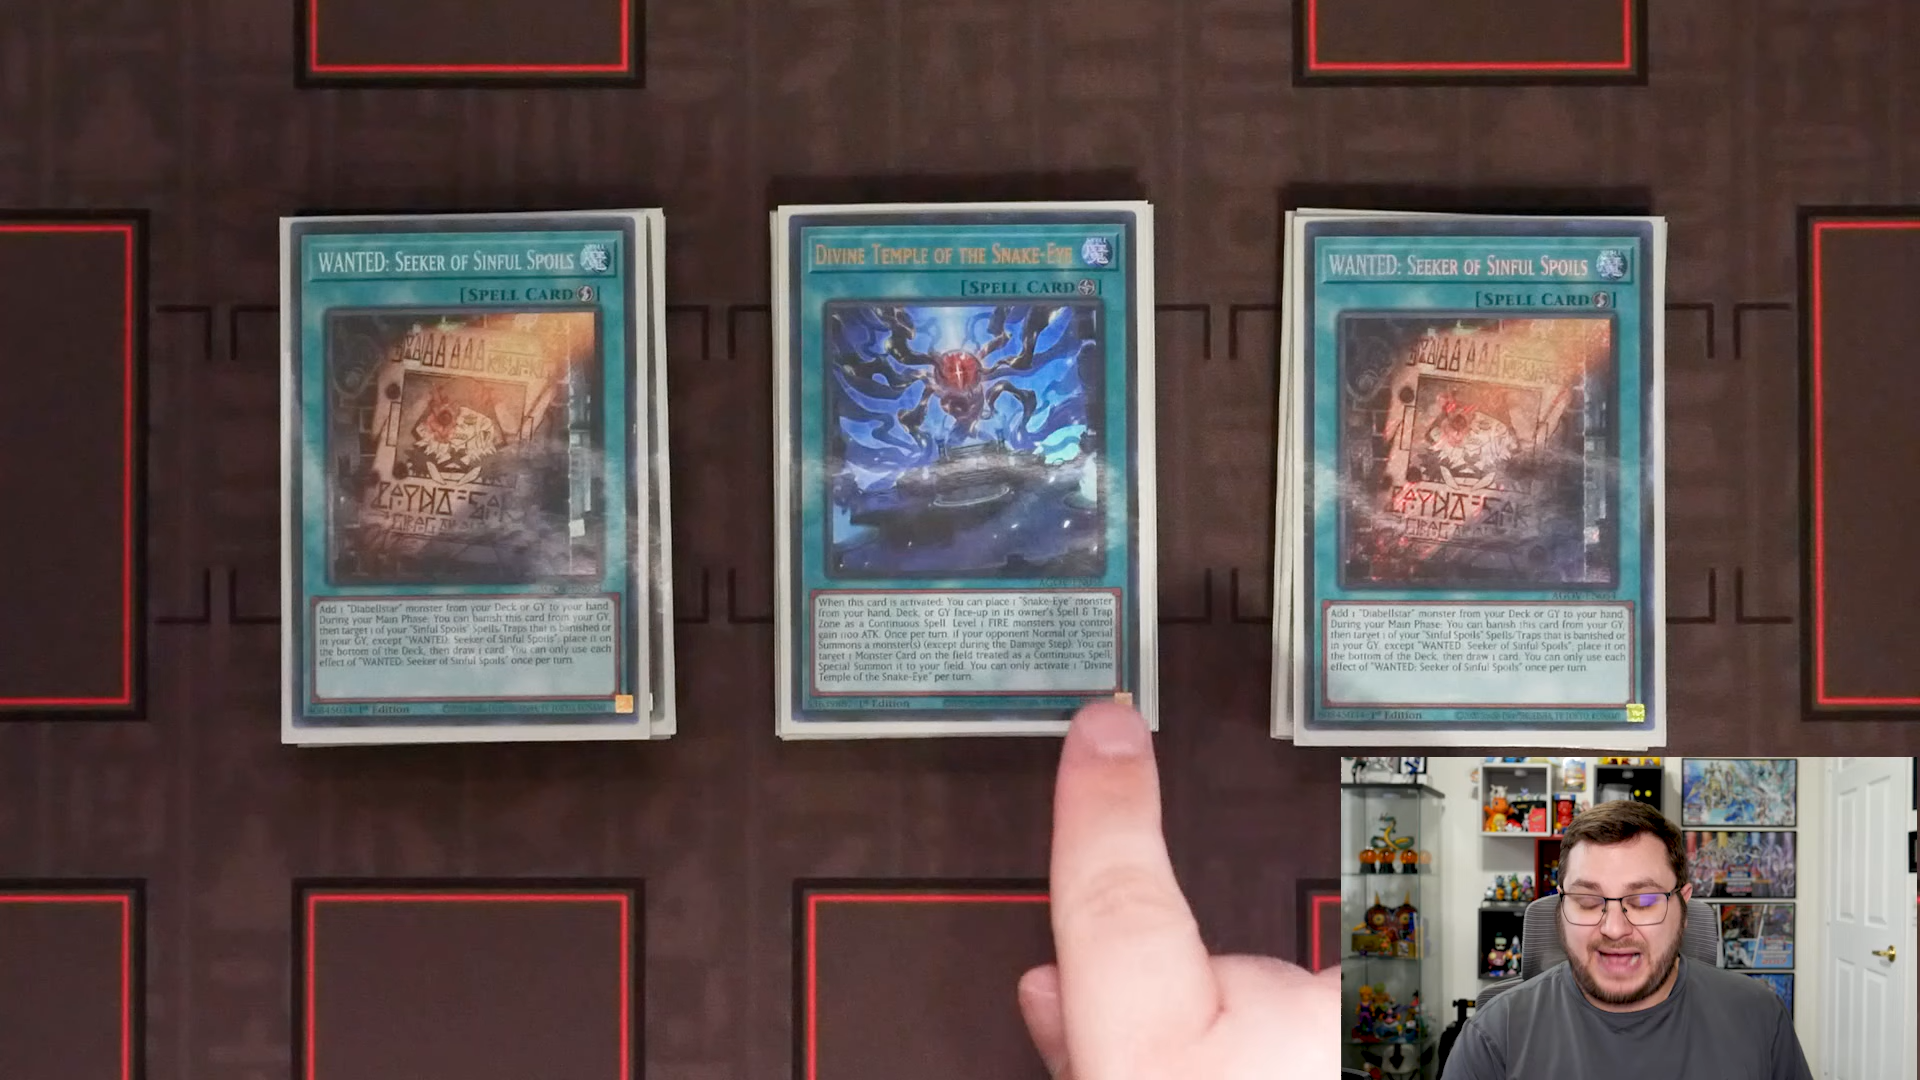 WANTED: SEEKER OF SINFUL SPOILS
[SPELL CARD]
Add 1 "Diabellstar" monster from your Deck or GY to your hand.
During your Main Phase: You can banish this card from your GY,
then target 1 of your "Sinful Spoils" Spells/Traps that is banished or
in your GY, except "WANTED: Seeker of Sinful Spoils"; place it on
the bottom of the Deck, then draw 1 card. You can only use each
effect of "WANTED: Seeker of Sinful Spoils" once per turn.
1st Edition
DIVINE TEMPLE OF THE SNAKE-EYE
[SPELL CARD]
When this card is activated: You can place 1 "Snake-Eye" monster
from your hand, Deck, or GY face-up in its owner's Spell & Trap
Zone as a Continuous Spell. Level 1 FIRE monsters you control
gain 1100 ATK. Once per turn, if your opponent Normal or Special
Summons a monster(s) (except during the Damage Step): You can
target 1 Monster Card on the field treated as a Continuous Spell;
Special Summon it to your field. You can only activate 1 "Divine
Temple of the Snake-Eye" per turn.
1st Edition
WANTED: SEEKER OF SINFUL SPOILS
[SPELL CARD]
Add 1 "Diabellstar" monster from your Deck or GY to your hand.
During your Main Phase: You can banish this card from your GY,
then target 1 of your "Sinful Spoils" Spells/Traps that is banished or
in your GY, except "WANTED: Seeker of Sinful Spoils"; place it on
the bottom of the Deck, then draw 1 card. You can only use each
effect of "WANTED: Seeker of Sinful Spoils" once per turn.
1st Edition